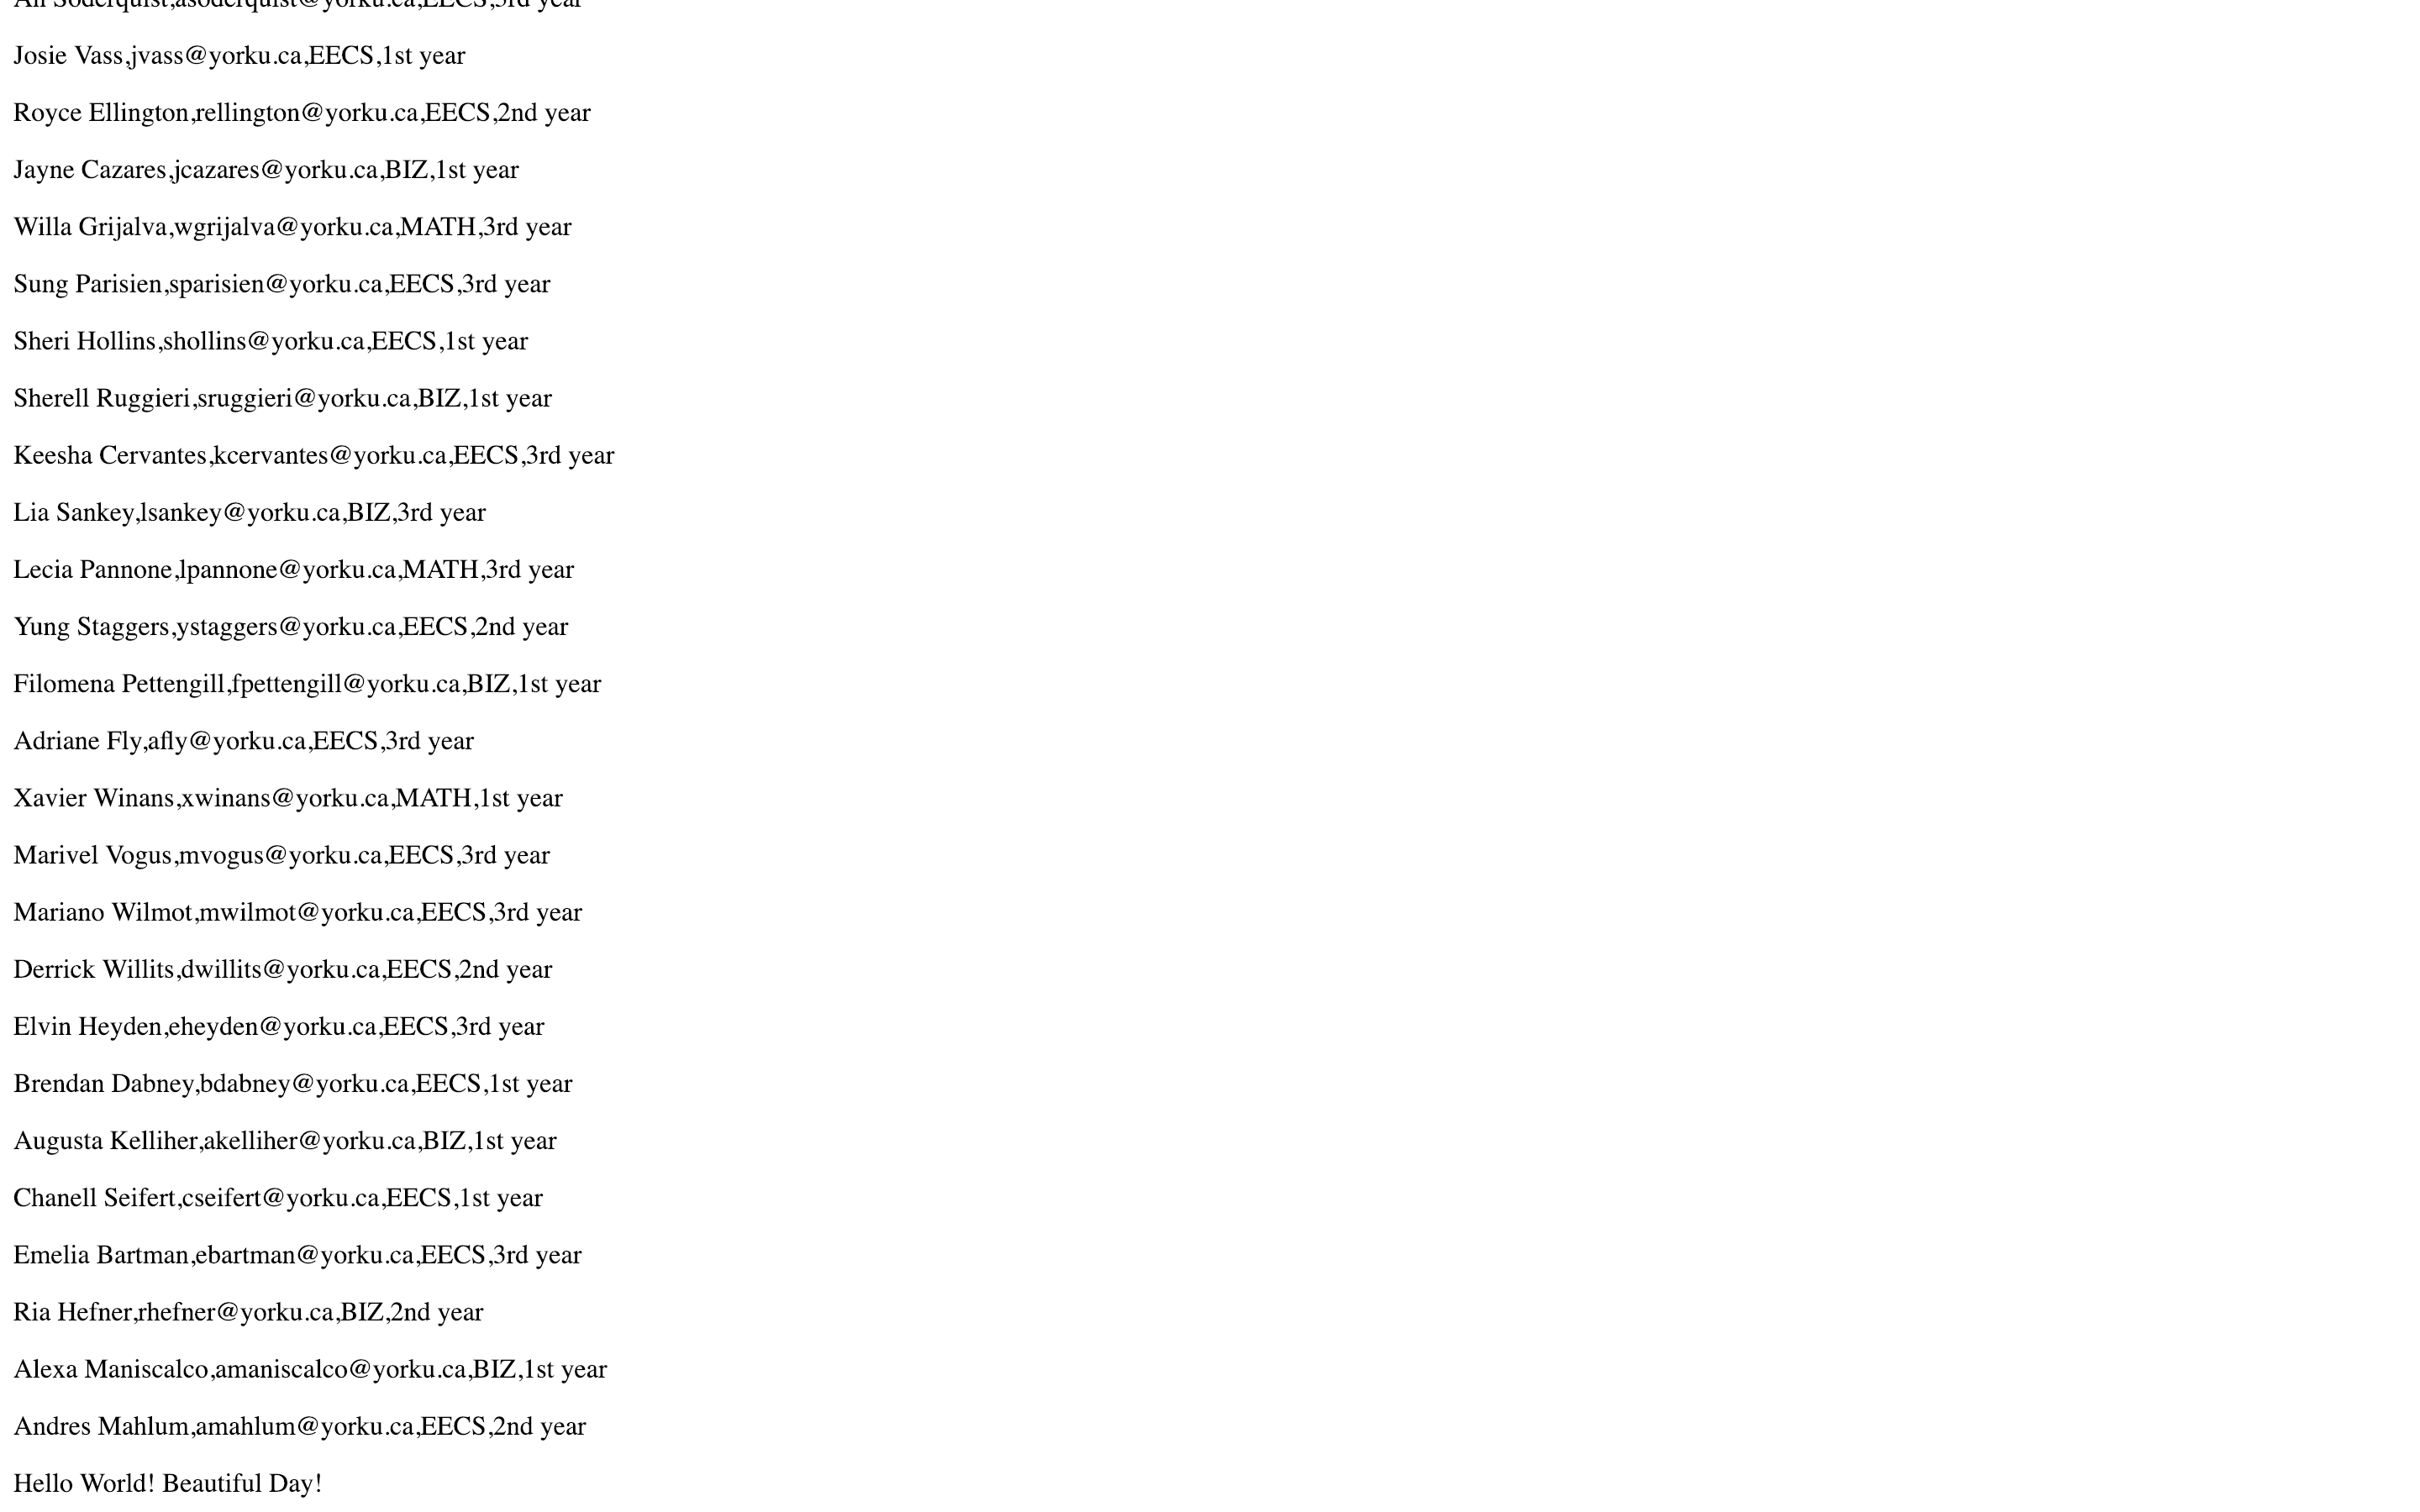 Soderquist,asoderquist@yorku.ca,EECS,3rd year
Josie Vass,jvass@yorku.ca,EECS,1st year
Royce Ellington,rellington@yorku.ca,EECS,2nd year
Jayne Cazares,jcazares@yorku.ca,BIZ,1st year
Willa Grijalva,wgrijalva@yorku.ca,MATH,3rd year
Sung Parisien,sparisien@yorku.ca,EECS,3rd year
Sheri Hollins,shollins@yorku.ca,EECS,1st year
Sherell Ruggieri,sruggieri@yorku.ca,BIZ,1st year
Keesha Cervantes,kcervantes@yorku.ca,EECS,3rd year
Lia Sankey,lsankey@yorku.ca,BIZ,3rd year
Lecia Pannone,lpannone@yorku.ca,MATH,3rd year
Yung Staggers,ystaggers@yorku.ca,EECS,2nd year
Filomena Pettengill,fpettengill@yorku.ca,BIZ,1st year
Adriane Fly,afly@yorku.ca,EECS,3rd year
Xavier Winans,xwinans@yorku.ca,MATH,1st year
Marivel Vogus,mvogus@yorku.ca,EECS,3rd year
Mariano Wilmot,mwilmot@yorku.ca,EECS,3rd year
Derrick Willits,dwillits@yorku.ca,EECS,2nd year
Elvin Heyden,eheyden@yorku.ca,EECS,3rd year
Brendan Dabney,bdabney@yorku.ca,EECS,1st year
Augusta Kelliher,akelliher@yorku.ca,BIZ,1st year
Chanell Seifert,cseifert@yorku.ca,EECS,1st year
Emelia Bartman,ebartman@yorku.ca,EECS,3rd year
Ria Hefner,rhefner@yorku.ca,BIZ,2nd year
Alexa Maniscalco,amaniscalco@yorku.ca,BIZ,1st year
Andres Mahlum,amahlum@yorku.ca,EECS,2nd year
Hello World! Beautiful Day!